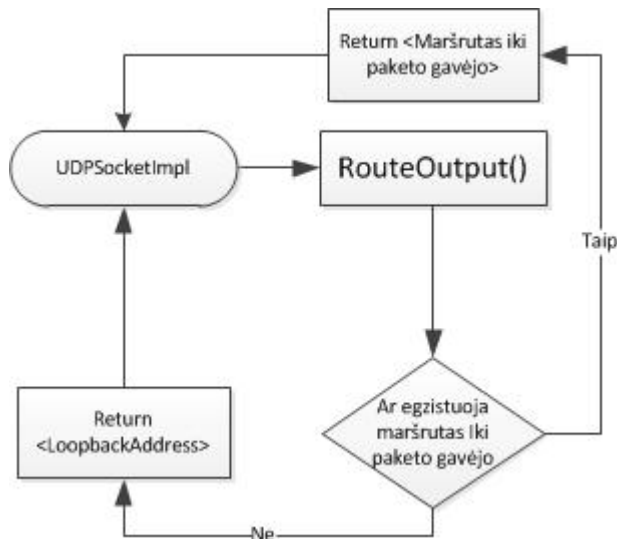 Return <Maršrutas iki
paketo gavėjo>
UDPSocketImpl
RouteOutput()
Taip
Return
<LoopbackAddress>
Ar egzistuoja
maršrutas Iki
paketo gavėjo
Ne